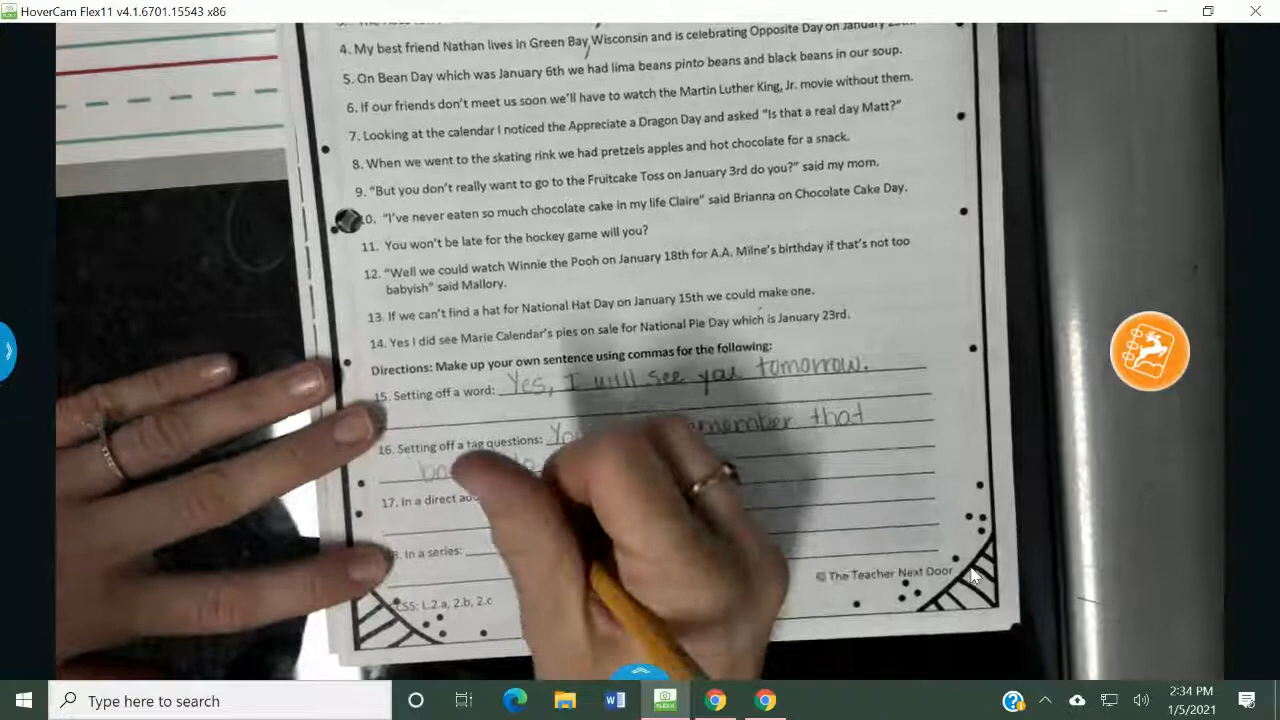 HoverCam Flex11 v4.1.6701.15543 x86
4. My best friend Nathan lives in Green Bay, Wisconsin and is celebrating Opposite Day on January
5. On Bean Day which was January 6th we had lima beans pinto beans and black beans in our soup.
6. If our friends don't meet us soon we'll have to watch the Martin Luther King, Jr. movie without them.
7. Looking at the calendar I noticed the Appreciate a Dragon Day and asked "Is that a real day Matt?"
8. When we went to the skating rink we had pretzels apples and hot chocolate for a snack.
9. "But you don't really want to go to the Fruitcake Toss on January 3rd do you?" said my mom.
10. "I've never eaten so much chocolate cake in my life Claire" said Brianna on Chocolate Cake Day.
11. You won't be late for the hockey game will you?
12. "Well we could watch Winnie the Pooh on January 18th for A.A. Milne's birthday if that's not too
babyish" said Mallory.
13. If we can't find a hat for National Hat Day on January 15th we could make one.
14. Yes I did see Marie Calendar's pies on sale for National Pie Day which is January 23rd.
Directions: Make up your own sentence using commas for the following:
15. Setting off a word: Yes, I will see you tomorrow.
16. Setting off a tag questions: that
17. In a direct
In a series:
© The Teacher Next Door
CSS: L.2.a, 2.b, 2.c
Type here to search
2:34 PM
1/5/2021